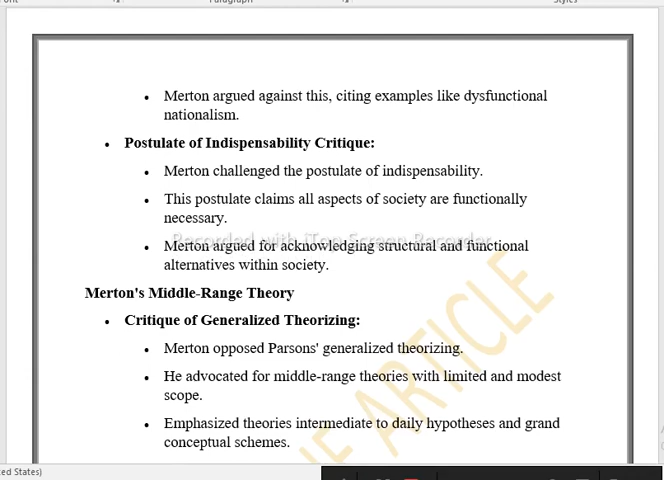 Paragraph
Styles
Merton argued against this, citing examples like dysfunctional
nationalism.
Postulate of Indispensability Critique:
Merton challenged the postulate of indispensability.
This postulate claims all aspects of society are functionally
necessary.
Recorded with iTop Screen Recorder
Merton argued for acknowledging structural and functional
alternatives within society.
Merton's Middle-Range Theory
Critique of Generalized Theorizing:
Merton opposed Parsons' generalized theorizing.
He advocated for middle-range theories with limited and modest
scope.
Emphasized theories intermediate to daily hypotheses and grand
conceptual schemes.
HE ARTICLE
ed States)